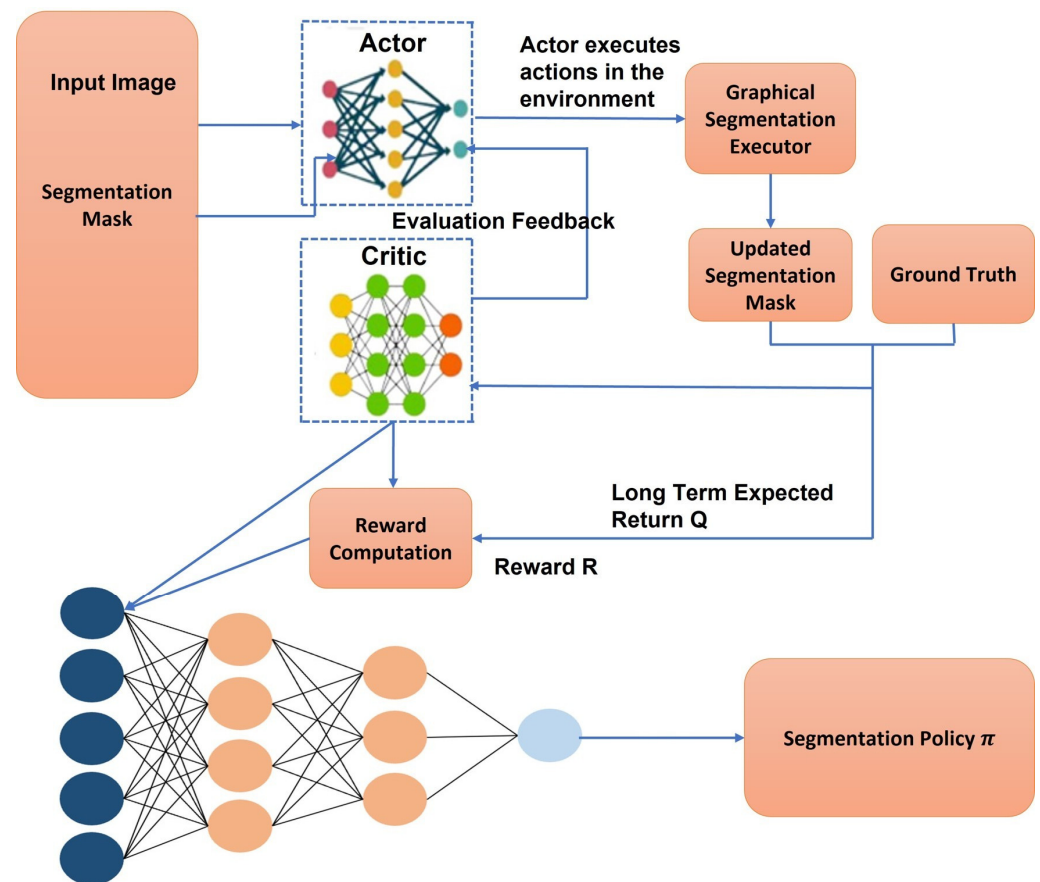 Input Image
Segmentation
Mask
Actor
Actor executes
actions in the
environment
Graphical
Segmentation
Executor
Evaluation Feedback
Critic
Updated
Segmentation
Mask
Ground Truth
Long Term Expected
Return Q
Reward
Computation
Reward R
Segmentation Policy π